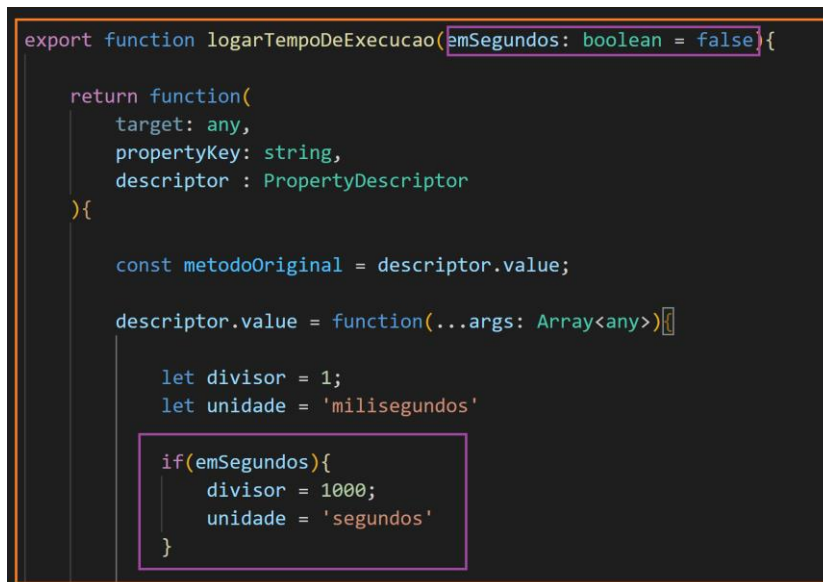 export function logarTempoDeExecucao(emSegundos: boolean = false){
return function(
target: any,
propertyKey: string,
descriptor : PropertyDescriptor
){
const metodoOriginal = descriptor.value;
descriptor.value = function(...args: Array<any>){
let divisor = 1;
let unidade = 'milisegundos'
if(emSegundos){
divisor = 1000;
unidade = 'segundos'
}